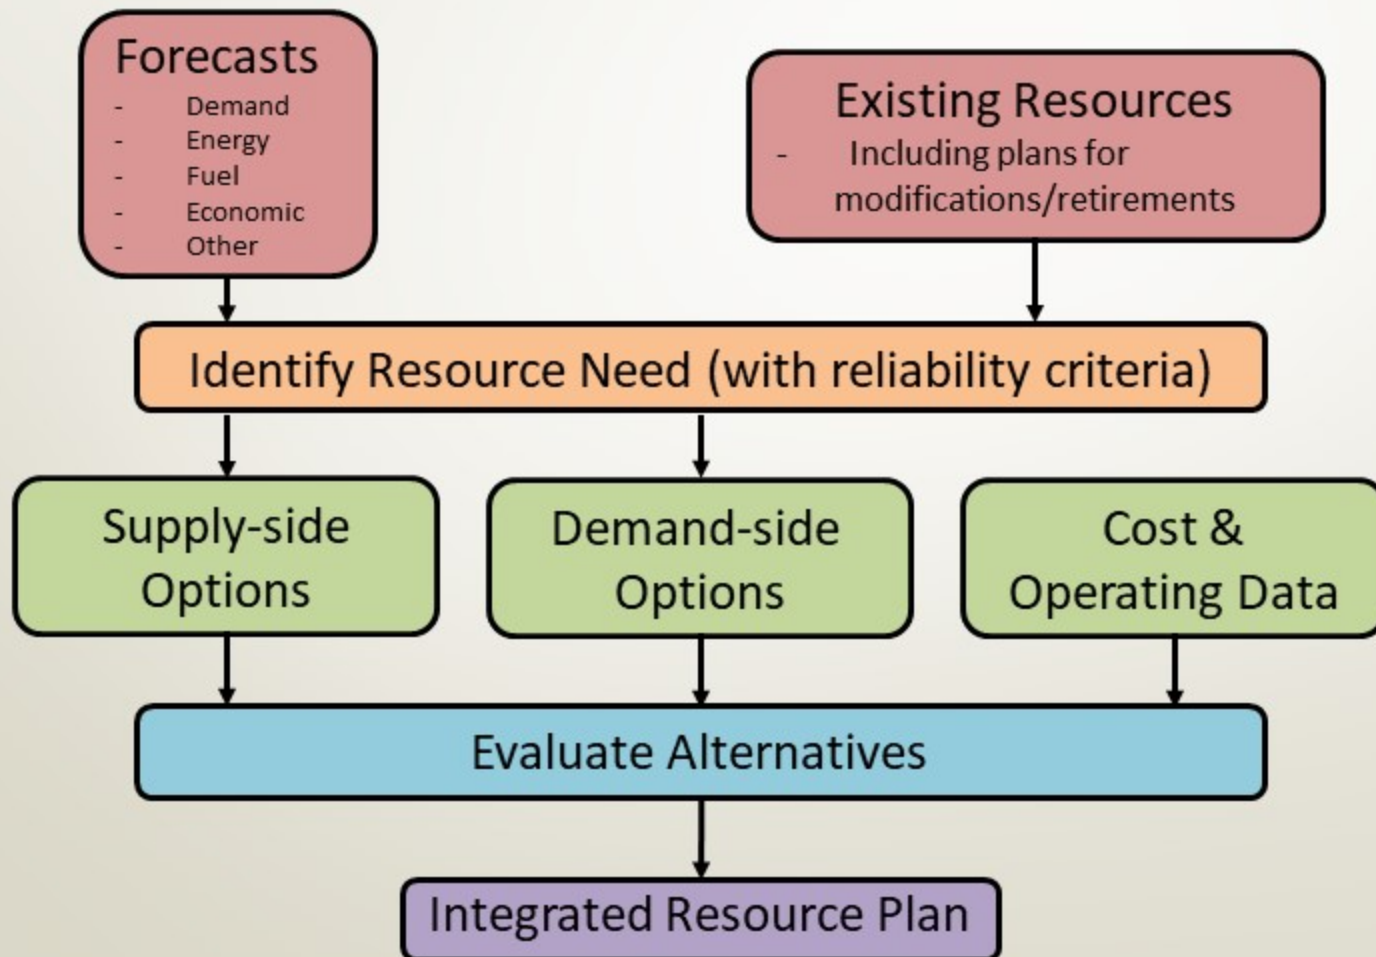 Forecasts
- Demand
- Energy
- Fuel
- Economic
- Other
Existing Resources
- Including plans for
modifications/retirements
Identify Resource Need (with reliability criteria)
Supply-side
Options
Demand-side
Options
Cost &
Operating Data
Evaluate Alternatives
Integrated Resource Plan